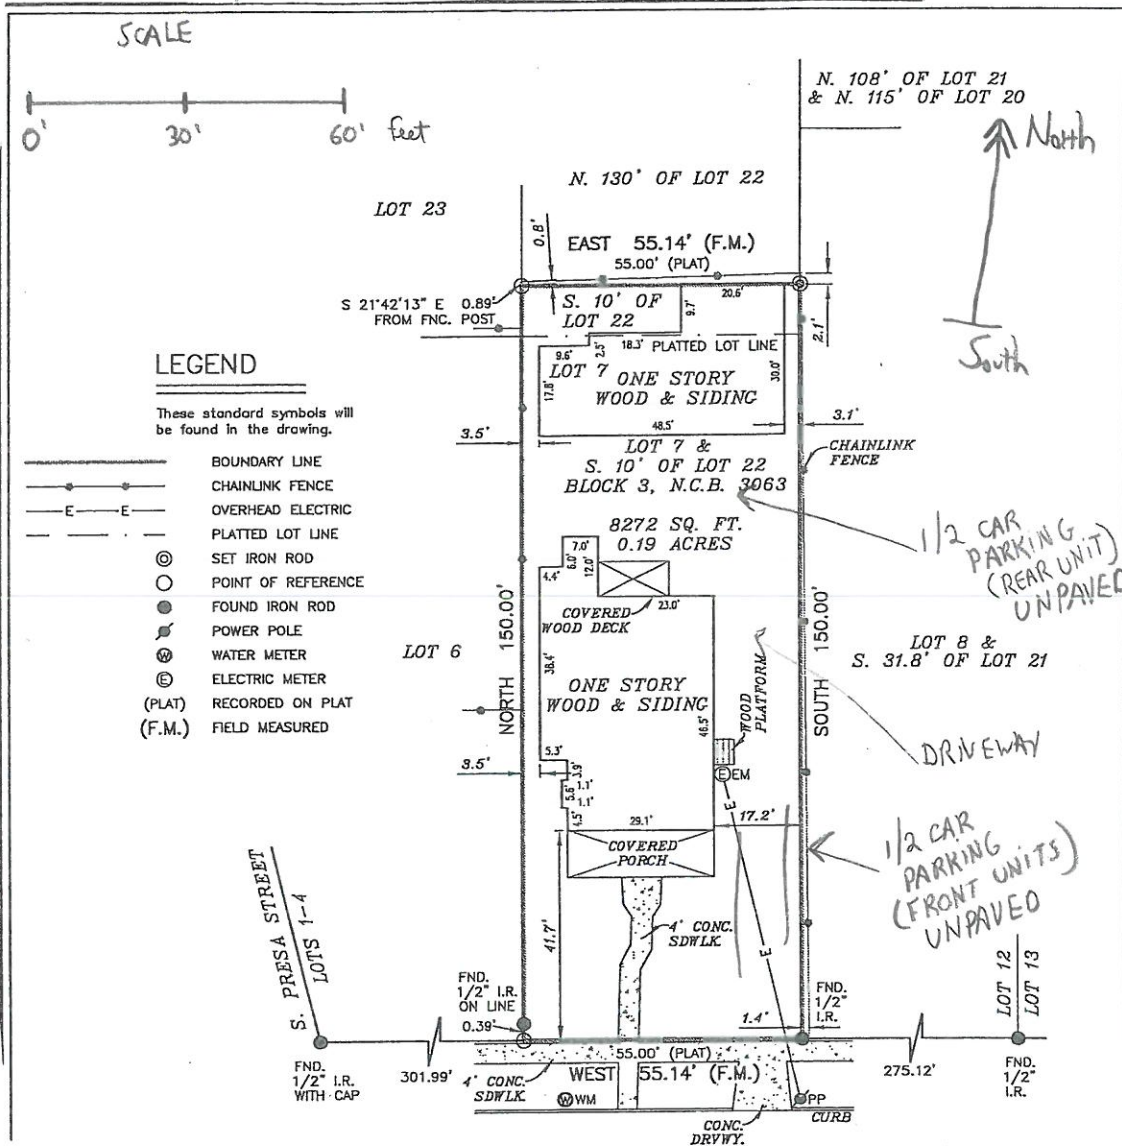 SCALE
0' 30' 60' feet
N. 108' OF LOT 21
& N. 115' OF LOT 20
North
South
N. 130' OF LOT 22
LOT 23
0.8'
EAST 55.14' (F.M.)
55.00' (PLAT)
S 21°42'13" E 0.89'
FROM FNC. POST
S. 10' OF
LOT 22
9.7'
20.6'
2.1'
18.3'
PLATTED LOT LINE
2.5'
9.6'
LOT 7
17.8'
ONE STORY
WOOD & SIDING
30.0'
48.5'
3.5'
3.1'
CHAINLINK
FENCE
LOT 7 &
S. 10' OF LOT 22
BLOCK 3, N.C.B. 3063
8272 SQ. FT.
0.19 ACRES
1/2 CAR
PARKING
(REAR UNIT)
UNPAVED
LEGEND
These standard symbols will
be found in the drawing.
BOUNDARY LINE
CHAINLINK FENCE
E E OVERHEAD ELECTRIC
PLATTED LOT LINE
SET IRON ROD
POINT OF REFERENCE
FOUND IRON ROD
POWER POLE
W WATER METER
E ELECTRIC METER
(PLAT) RECORDED ON PLAT
(F.M.) FIELD MEASURED
7.0'
6.0'
12.0'
4.4'
COVERED
WOOD DECK
23.0'
NORTH 150.00'
LOT 6
38.4'
ONE STORY
WOOD & SIDING
46.5'
WOOD
PLATFORM
SOUTH 150.00'
LOT 8 &
S. 31.8' OF LOT 21
DRIVEWAY
5.3'
3.9'
3.5'
1.1'
5.6'
1.1'
4.5'
E EM
E
29.1'
17.2'
COVERED
PORCH
1/2 CAR
PARKING
(FRONT UNITS)
UNPAVED
41.7'
4' CONC.
SDWLK.
E
S. PRESA STREET
LOTS 1-4
FND.
1/2" I.R.
ON LINE
0.39'
FND.
1/2"
I.R.
1.4'
LOT 12
LOT 13
FND.
1/2" I.R.
WITH CAP
301.99'
4' CONC.
SDWLK.
55.00' (PLAT)
WEST 55.14' (F.M.)
275.12'
FND.
1/2"
I.R.
W WM
PP
CURB
CONC.
DRVWY.